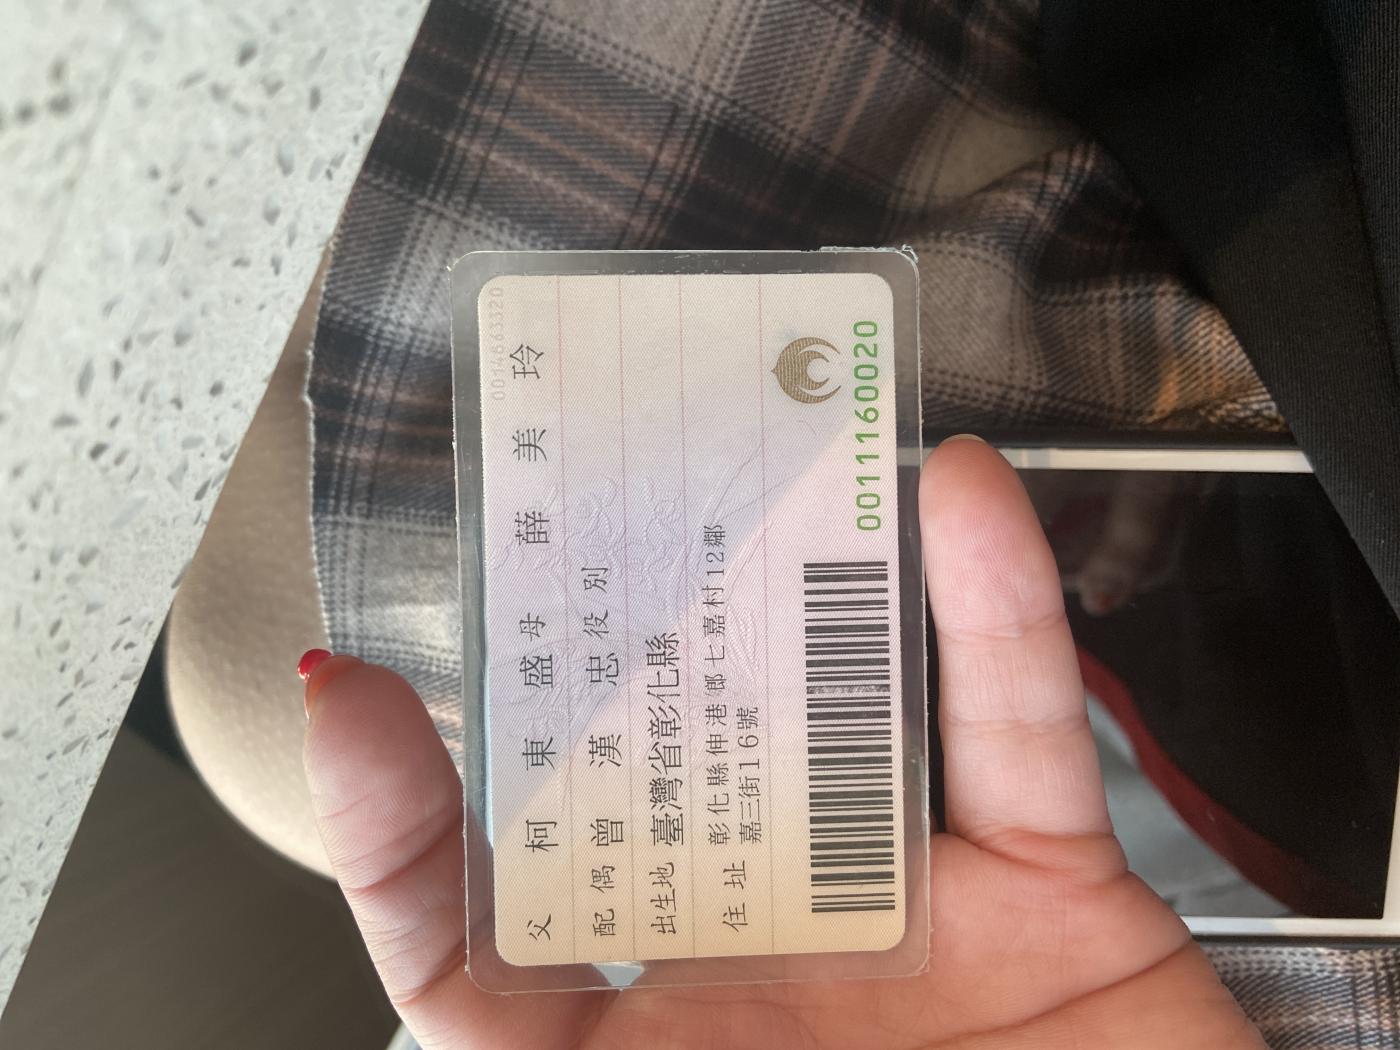 0014663320
父 柯東盛 母 薛美玲
配偶 曾漢忠 役別
出生地 臺灣省彰化縣
住址 彰化縣伸港鄉七嘉村12鄰
嘉三街16號
0011160020